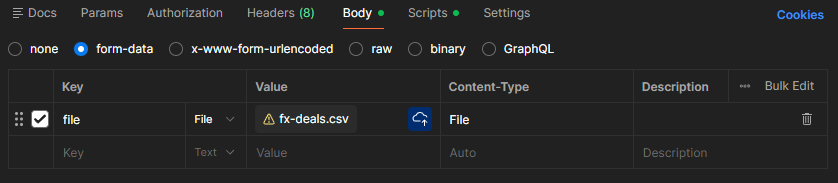 Docs Params Authorization Headers (8) Body Scripts Settings Cookies
none form-data x-www-form-urlencoded raw binary GraphQL
Key Value Content-Type Description Bulk Edit
file File fx-deals.csv File
Key Text Value Auto Description